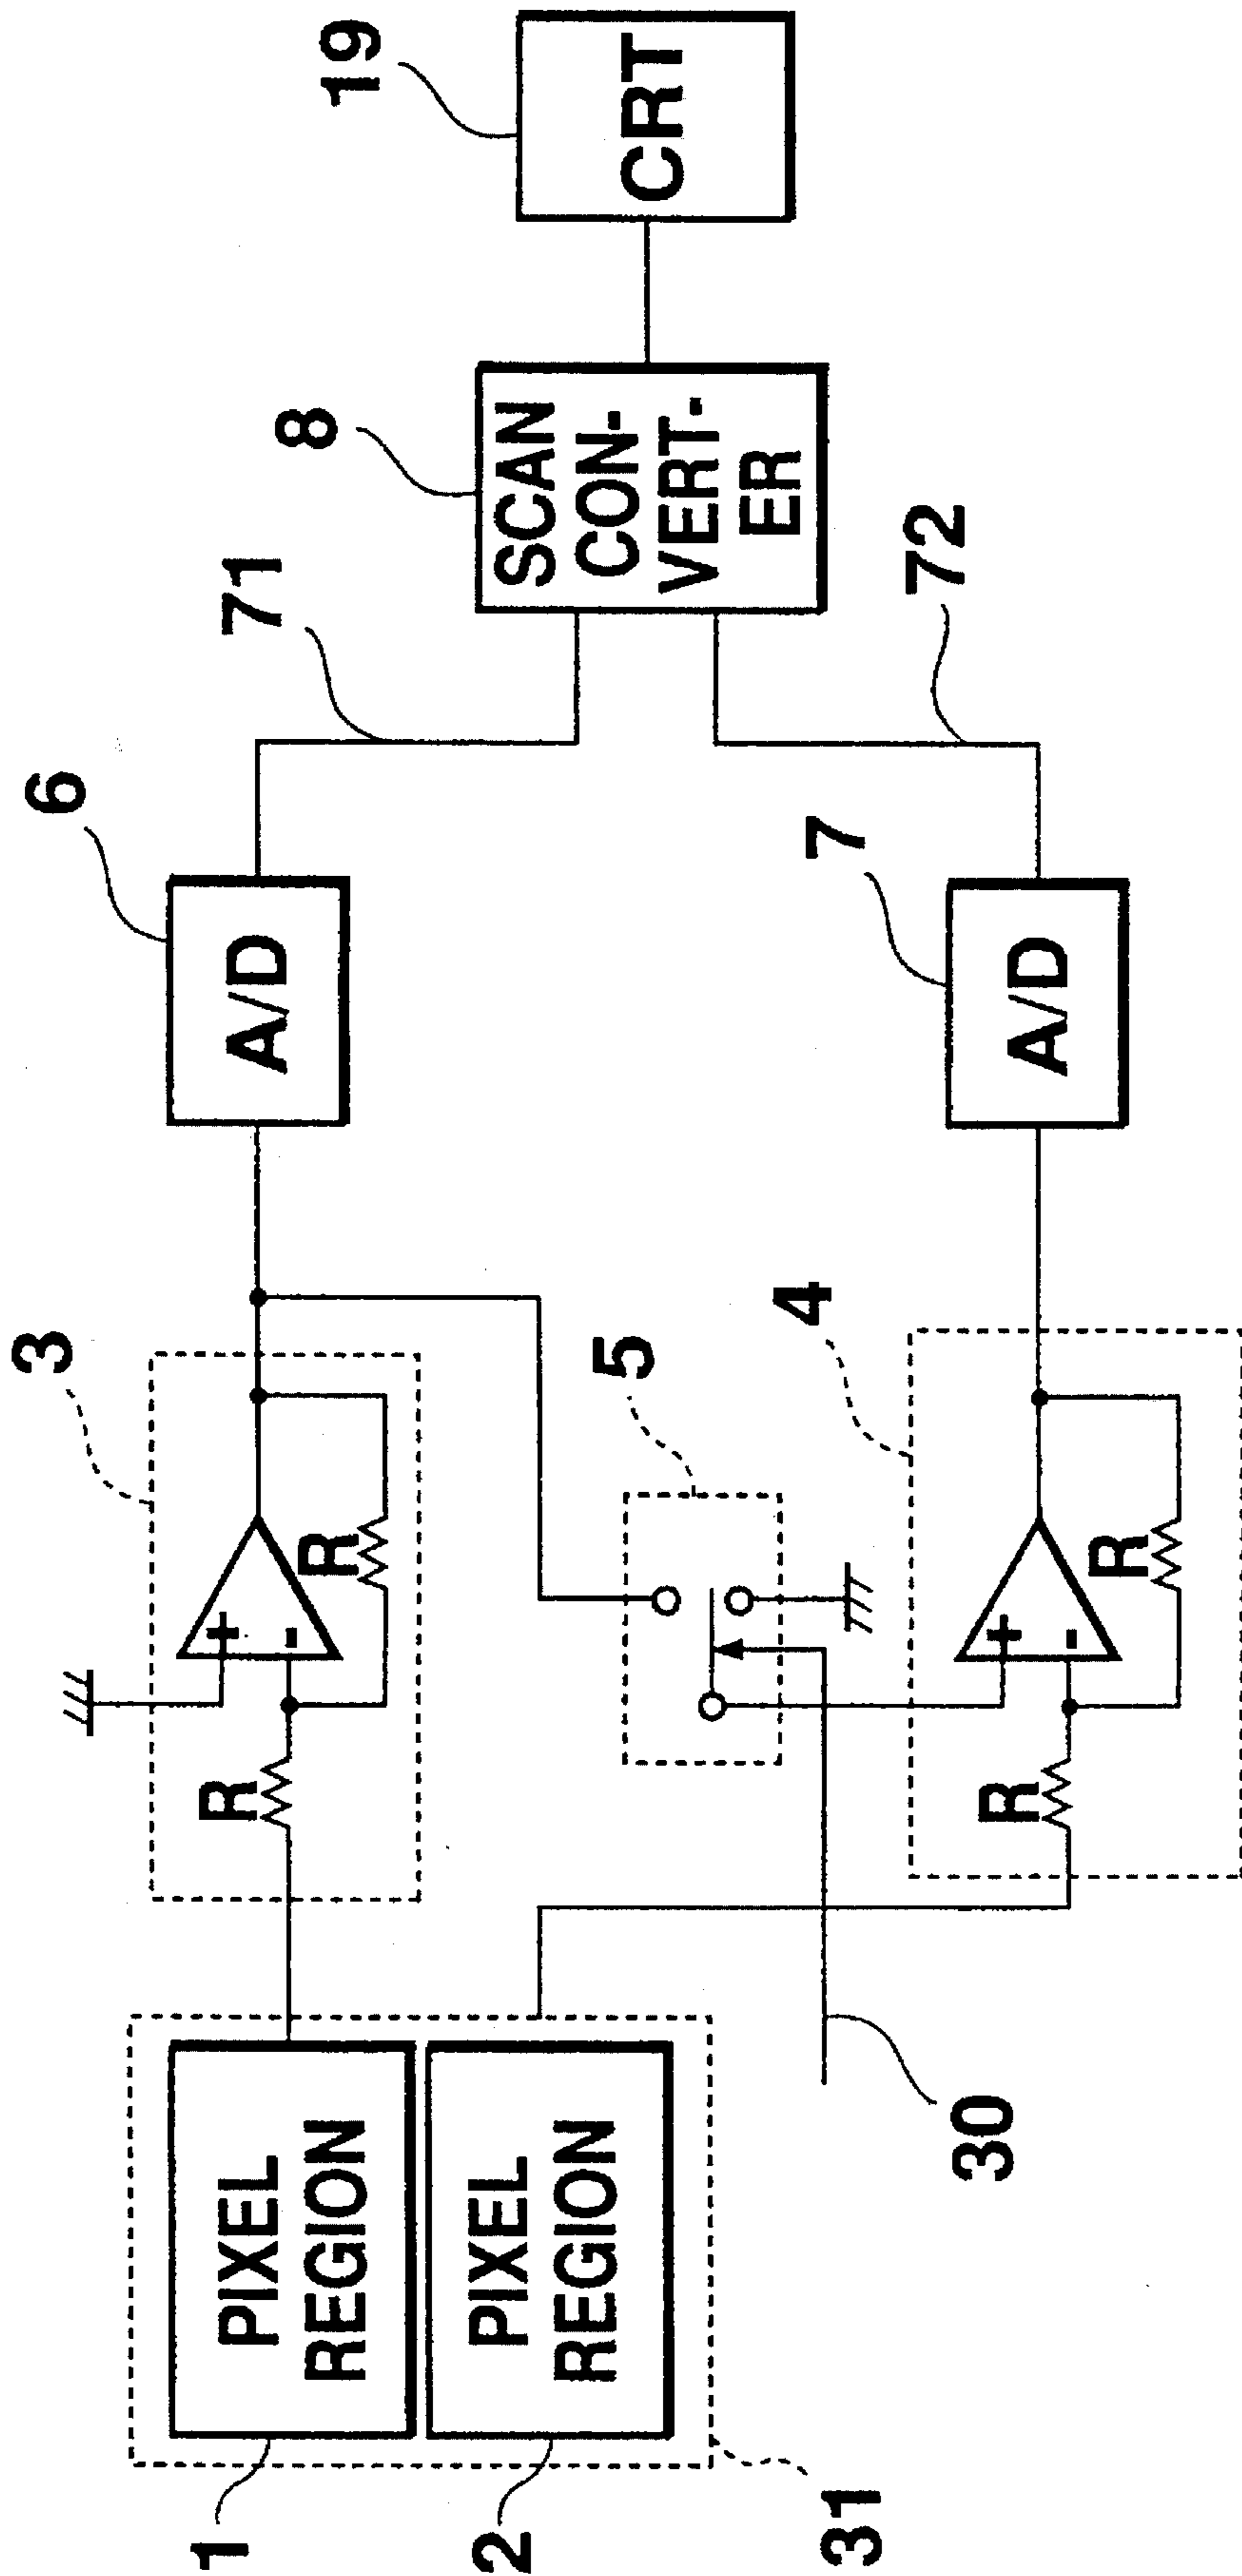 1
PIXEL
REGION
2
PIXEL
REGION
31
3
R
+
-
R
30
5
4
R
+
-
R
6
A/D
7
A/D
71
72
8
SCAN
CON-
VERT-
ER
19
CRT